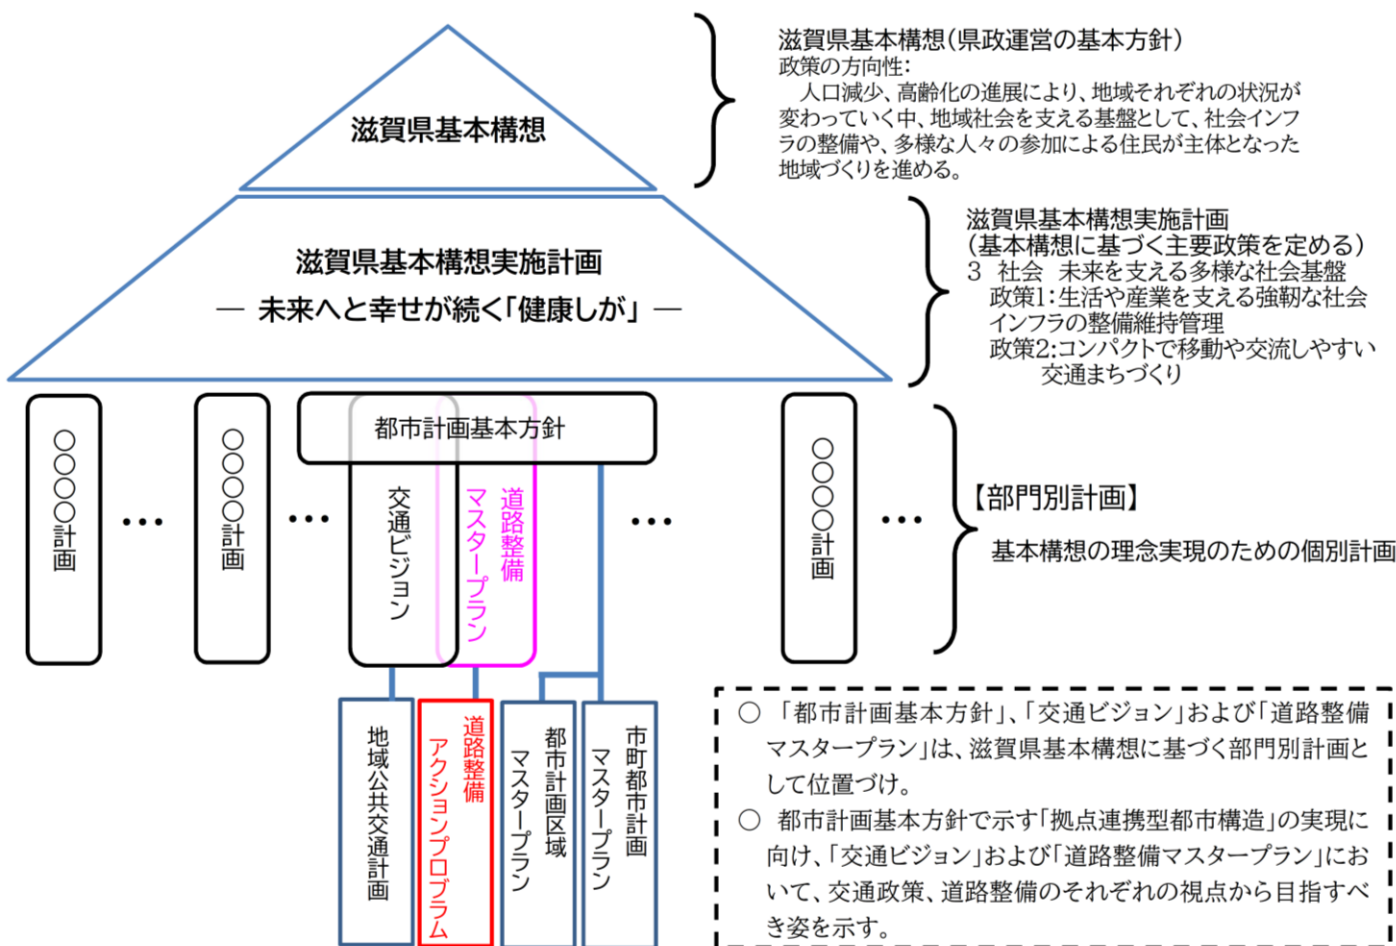 滋賀県基本構想
滋賀県基本構想(県政運営の基本方針)
政策の方向性:
人口減少、高齢化の進展により、地域それぞれの状況が
変わっていく中、地域社会を支える基盤として、社会インフ
ラの整備や、多様な人々の参加による住民が主体となった
地域づくりを進める。
滋賀県基本構想実施計画
― 未来へと幸せが続く「健康しが」 ―
滋賀県基本構想実施計画
(基本構想に基づく主要政策を定める)
3 社会 未来を支える多様な社会基盤
政策1:生活や産業を支える強靭な社会
インフラの整備維持管理
政策2:コンパクトで移動や交流しやすい
交通まちづくり
〇〇〇〇計画
…
〇〇〇〇計画
…
都市計画基本方針
交通ビジョン
道路整備
マスタープラン
…
〇〇〇〇計画
…
【部門別計画】
基本構想の理念実現のための個別計画
地域公共交通計画
道路整備
アクションプロブラム
都市計画区域
マスタープラン
市町都市計画
マスタープラン
〇 「都市計画基本方針」、「交通ビジョン」および「道路整備
マスタープラン」は、滋賀県基本構想に基づく部門別計画と
して位置づけ。
〇 都市計画基本方針で示す「拠点連携型都市構造」の実現に
向け、「交通ビジョン」および「道路整備マスタープラン」にお
いて、交通政策、道路整備のそれぞれの視点から目指すべ
き姿を示す。